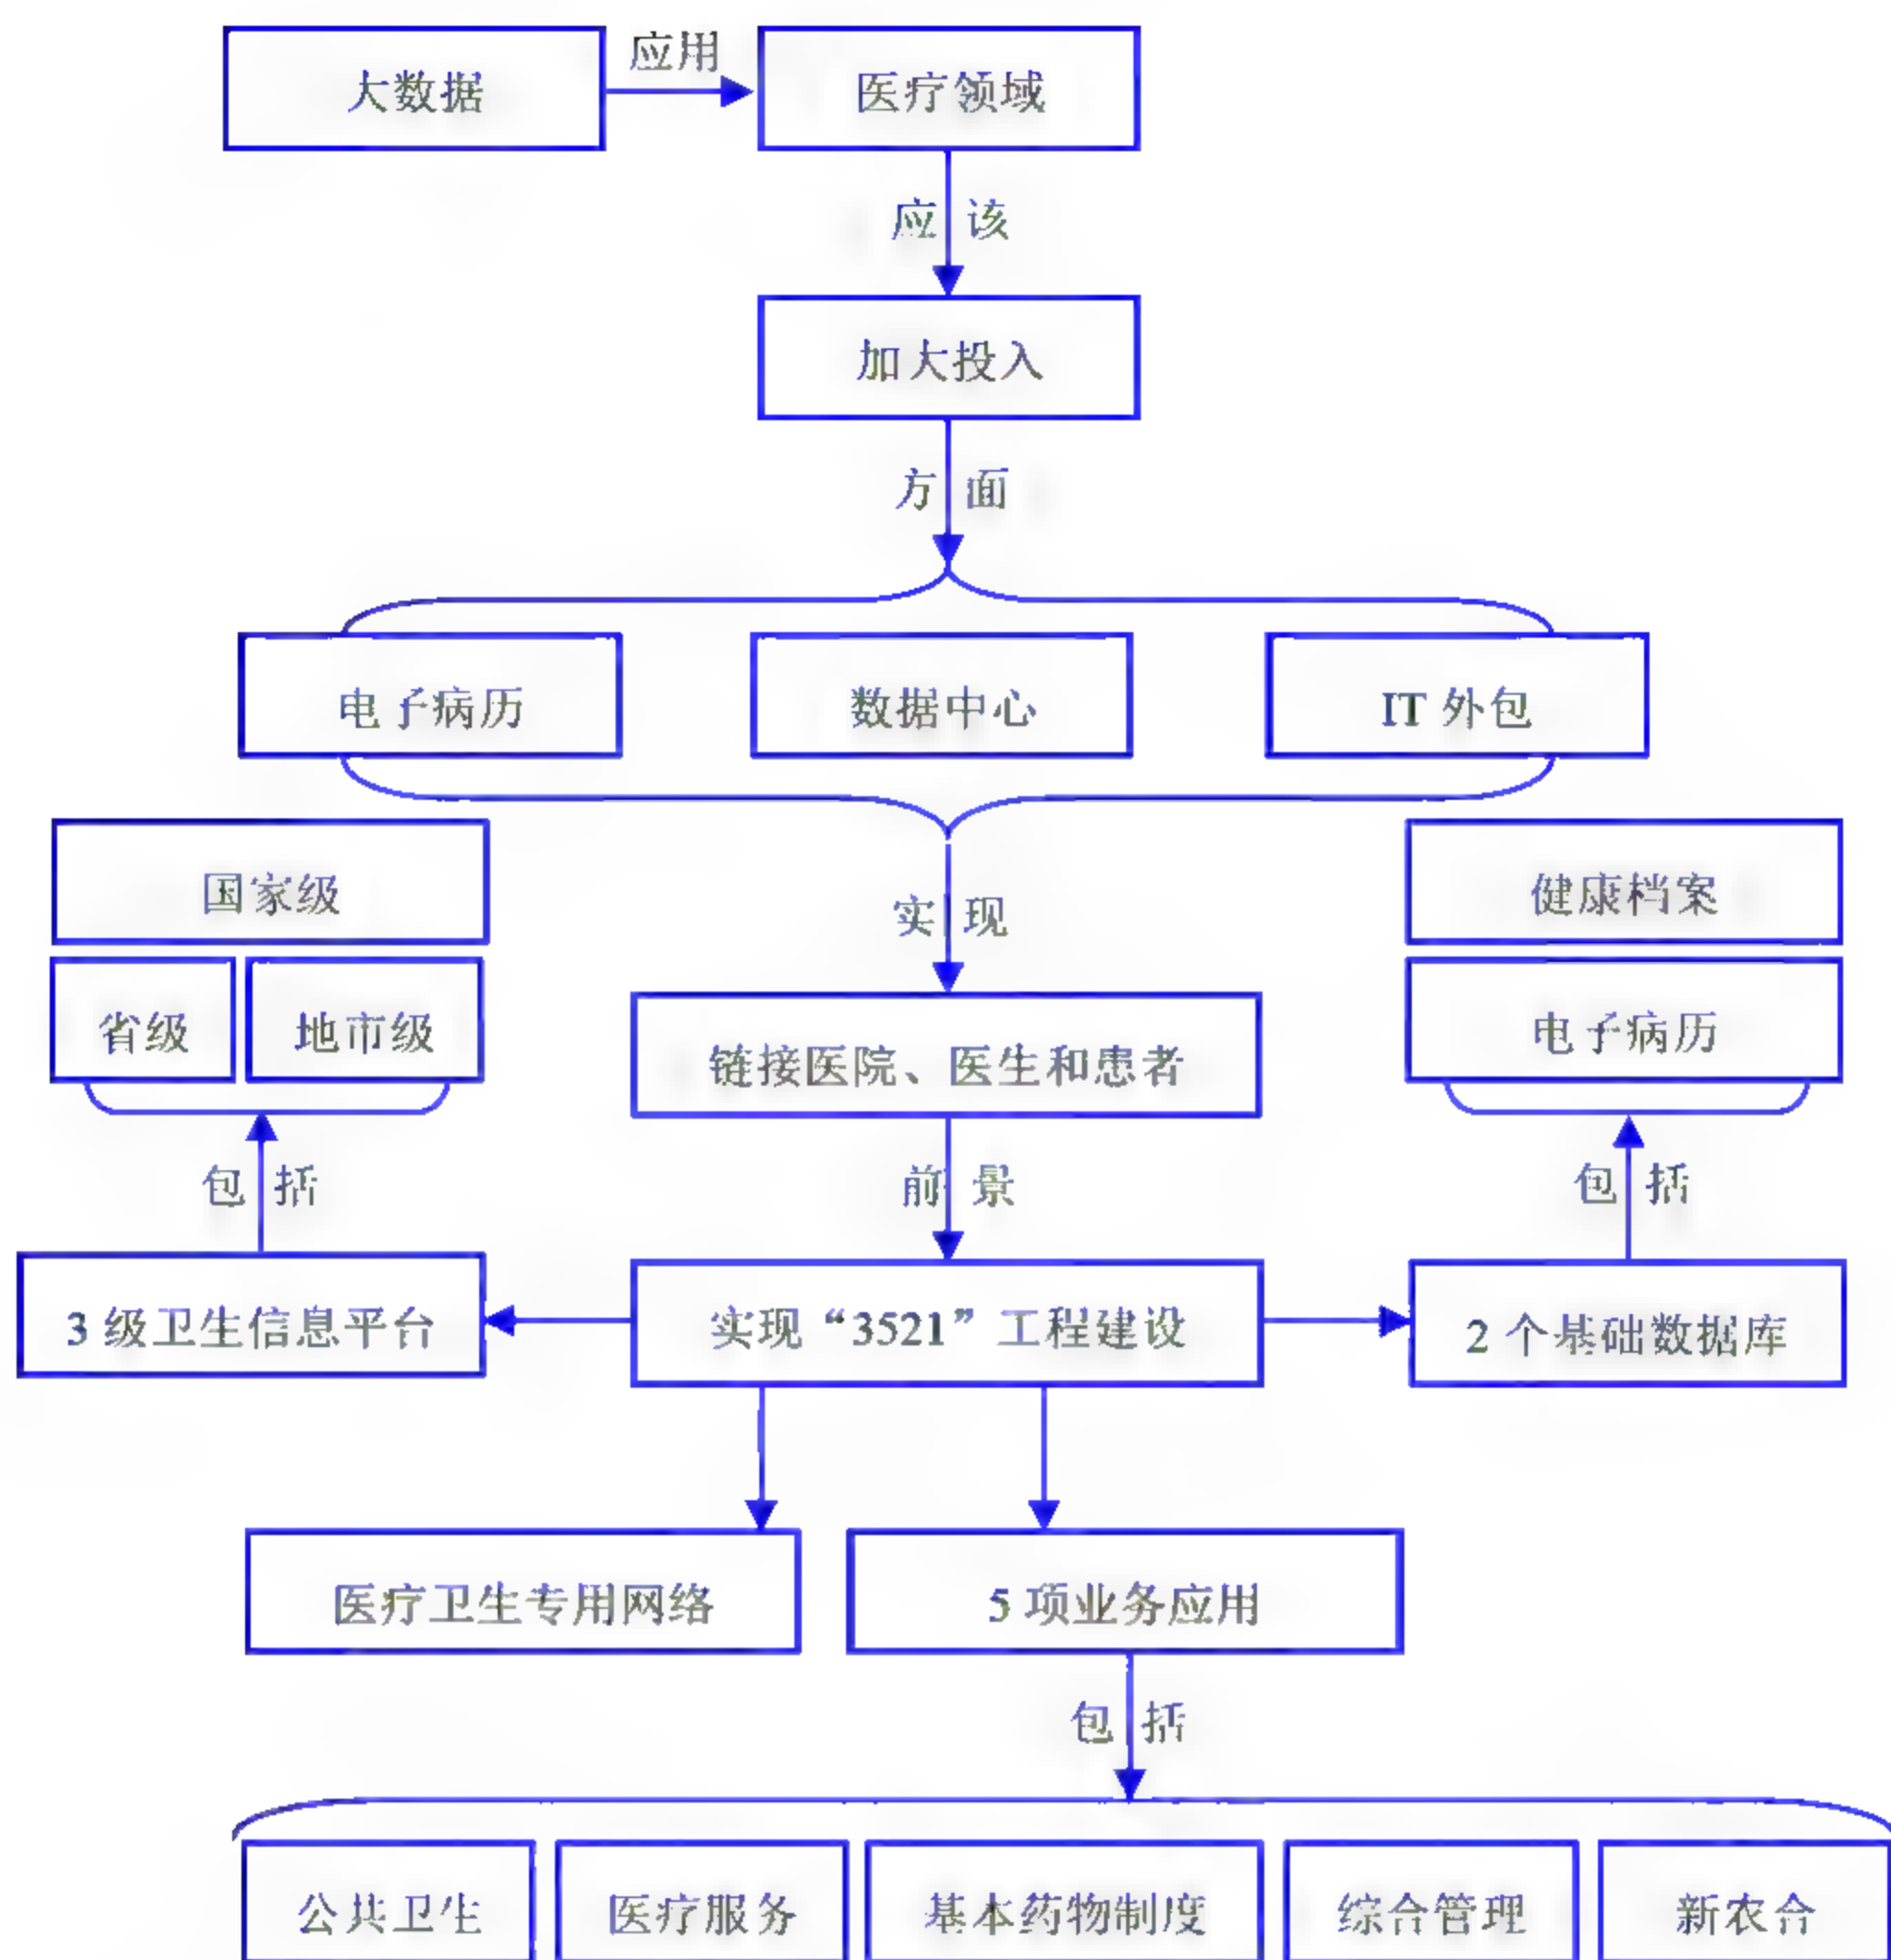 大数据
应用
医疗领域
应该
加大投入
方面
电子病历
数据中心
IT 外包
国家级
实现
健康档案
省级
地市级
链接医院、医生和患者
电子病历
包括
前景
包括
3 级卫生信息平台
实现“3521”工程建设
2 个基础数据库
医疗卫生专用网络
5 项业务应用
包括
公共卫生
医疗服务
基本药物制度
综合管理
新农合